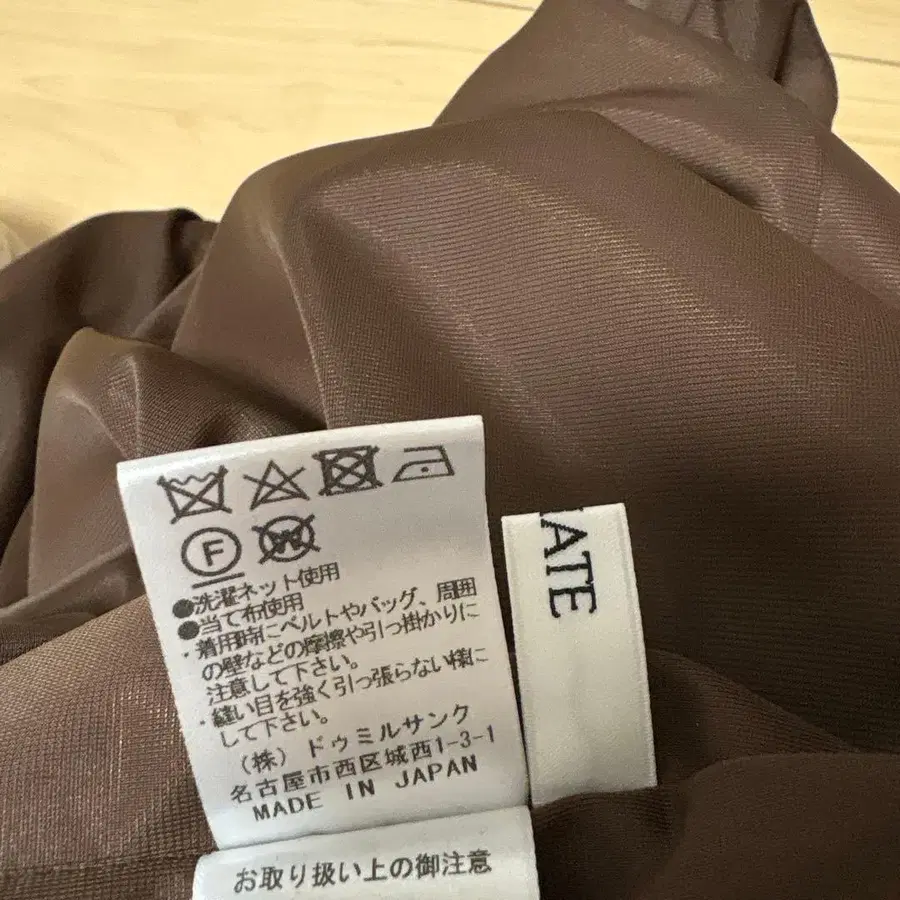 F
W
●洗濯ネット使用
●当て布使用
・着用時にベルトやバッグ、周囲
の壁などの摩擦や引っ掛かりに
注意して下さい。
・縫い目を強く引っ張らない様に
して下さい。
(株) ドゥミルサンク
名古屋市西区城西1-3-1
MADE IN JAPAN
お取り扱い上の御注意
ATE